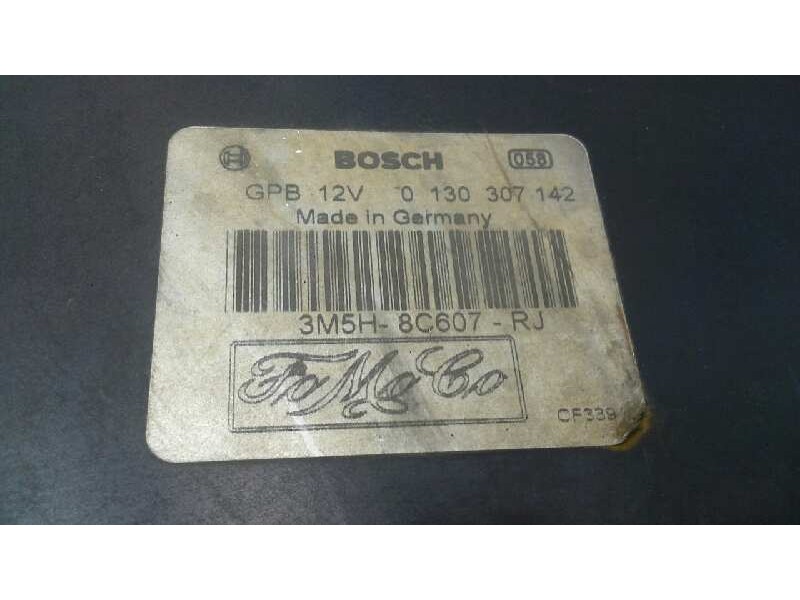 BOSCH 058
GPB 12V 0 130 307 142
Made in Germany
3M5H-8C607-RJ
FoMoCo
CF339